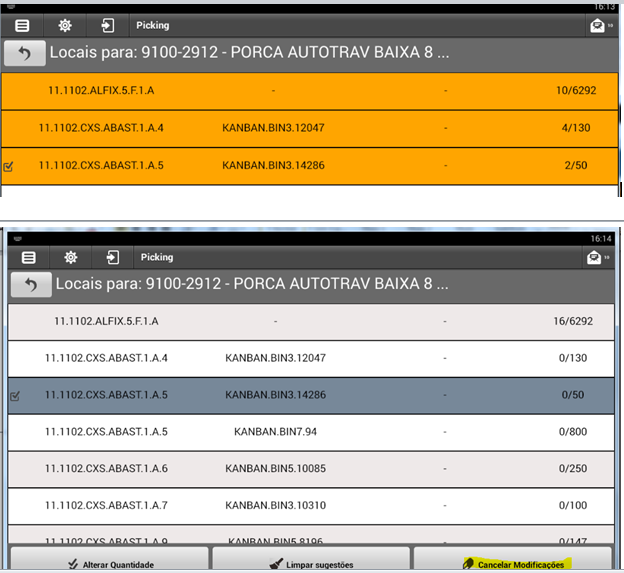 16:13
Picking
Locais para: 9100-2912 - PORCA AUTOTRAV BAIXA 8 ...
11.1102.ALFIX.5.F.1.A - - 10/6292
11.1102.CXS.ABAST.1.A.4 KANBAN.BIN3.12047 - 4/130
11.1102.CXS.ABAST.1.A.5 KANBAN.BIN3.14286 - 2/50
16:14
Picking
Locais para: 9100-2912 - PORCA AUTOTRAV BAIXA 8 ...
11.1102.ALFIX.5.F.1.A - - 16/6292
11.1102.CXS.ABAST.1.A.4 KANBAN.BIN3.12047 - 0/130
11.1102.CXS.ABAST.1.A.5 KANBAN.BIN3.14286 - 0/50
11.1102.CXS.ABAST.1.A.5 KANBAN.BIN7.94 - 0/800
11.1102.CXS.ABAST.1.A.6 KANBAN.BIN5.10085 - 0/250
11.1102.CXS.ABAST.1.A.7 KANBAN.BIN3.10310 - 0/100
11.1102.CXS.ABAST.1.A.9 KANBAN.BIN5.8196 - 0/147
Alterar Quantidade Limpar sugestões Cancelar Modificações